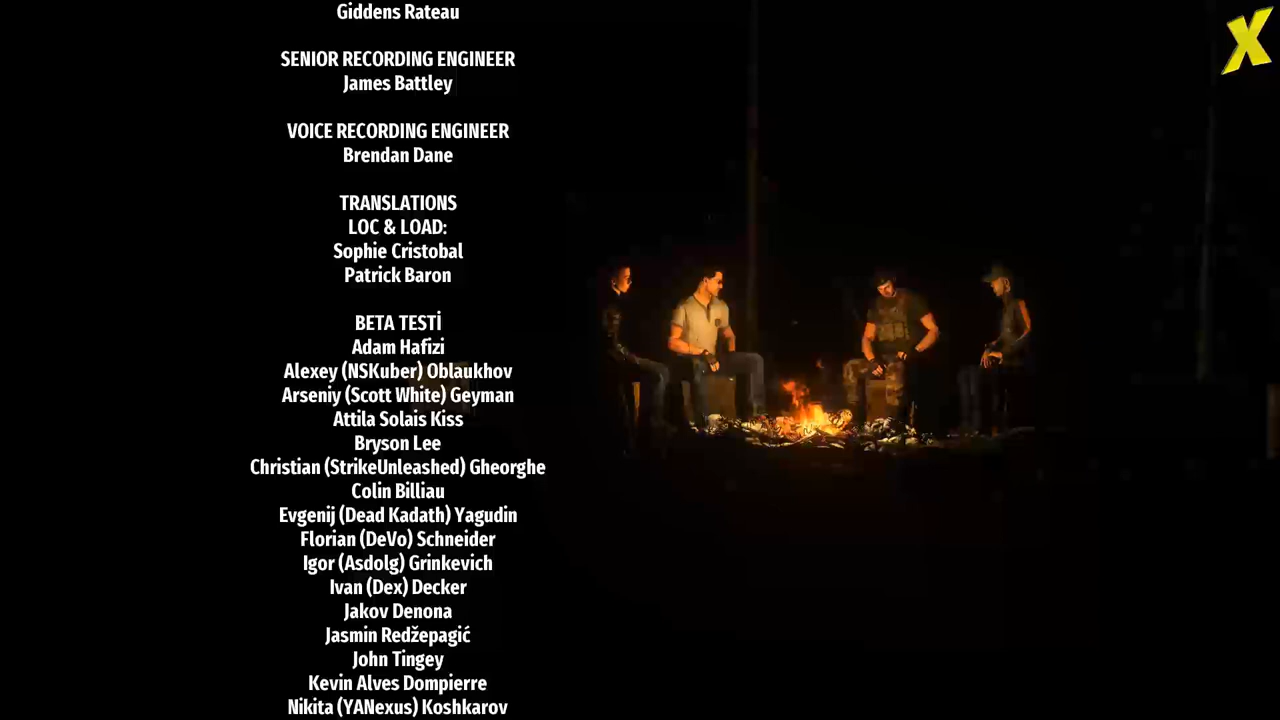 Giddens Rateau
SENIOR RECORDING ENGINEER
James Battley
VOICE RECORDING ENGINEER
Brendan Dane
TRANSLATIONS
LOC & LOAD:
Sophie Cristobal
Patrick Baron
BETA TESTİ
Adam Hafizi
Alexey (NSKuber) Oblaukhov
Arseniy (Scott White) Geyman
Attila Solais Kiss
Bryson Lee
Christian (StrikeUnleashed) Gheorghe
Colin Billiau
Evgenij (Dead Kadath) Yagudin
Florian (DeVo) Schneider
Igor (Asdolg) Grinkevich
Ivan (Dex) Decker
Jakov Denona
Jasmin Redžepagić
John Tingey
Kevin Alves Dompierre
Nikita (YANexus) Koshkarov
X